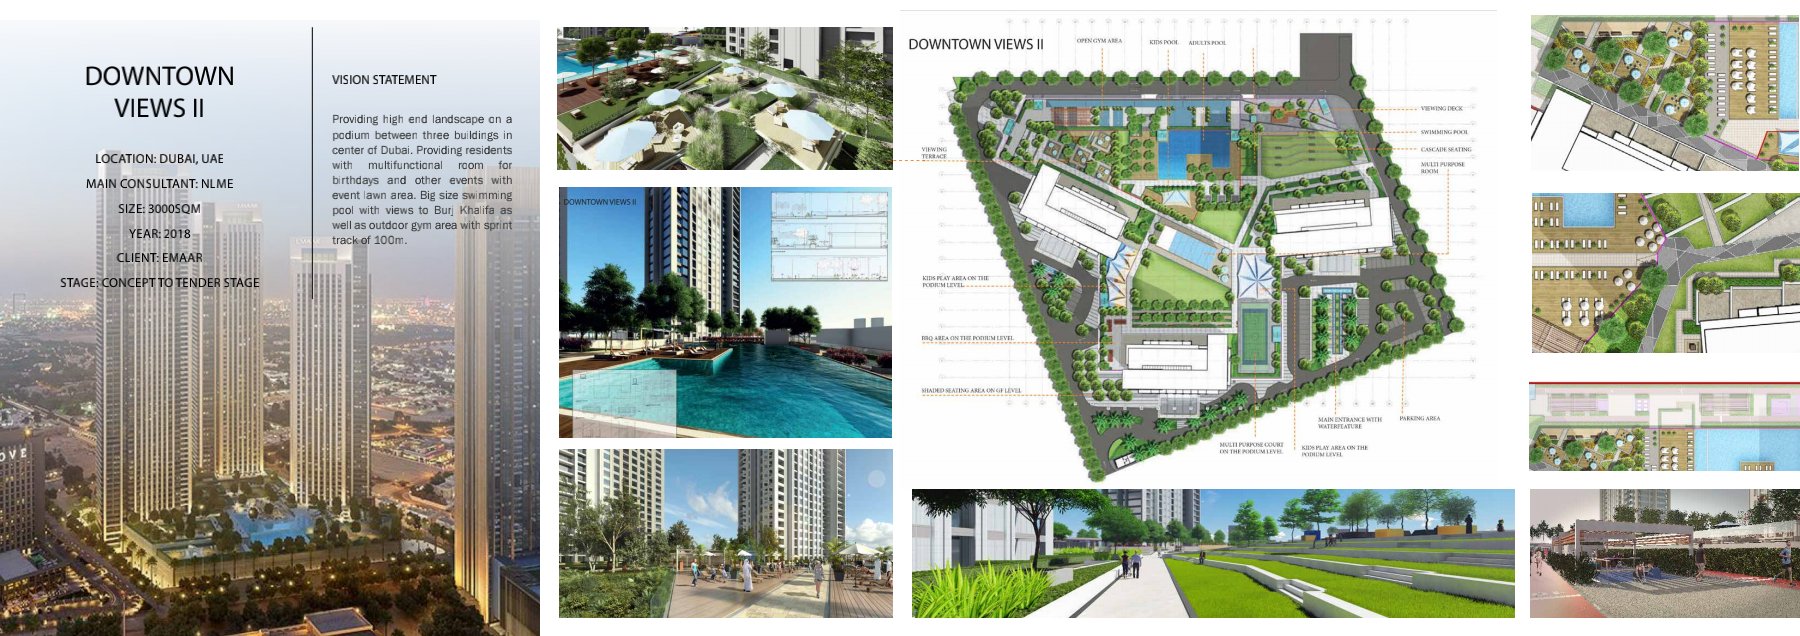 DOWNTOWN
VIEWS II
LOCATION: DUBAI, UAE
MAIN CONSULTANT: NLME
SIZE: 3000SQM
YEAR: 2018
CLIENT: EMAAR
STAGE: CONCEPT TO TENDER STAGE
VISION STATEMENT
Providing high end landscape on a
podium between three buildings in
center of Dubai. Providing residents
with multifunctional room for
birthdays and other events with
event lawn area. Big size swimming
pool with views to Burj Khalifa as
well as outdoor gym area with sprint
track of 100m.
OVE
DOWNTOWN VIEWS II
DOWNTOWN VIEWS II
OPEN GYM AREA
KIDS POOL
ADULTS POOL
VIEWING DECK
SWIMMING POOL
CASCADE SEATING
MULTI PURPOSE
ROOM
VIEWING
TERRACE
KIDS PLAY AREA ON THE
PODIUM LEVEL
BBQ AREA ON THE PODIUM LEVEL
SHADED SEATING AREA ON GF LEVEL
MAIN ENTRANCE WITH
WATERFEATURE
PARKING AREA
MULTI PURPOSE COURT
ON THE PODIUM LEVEL
KIDS PLAY AREA ON THE
PODIUM LEVEL